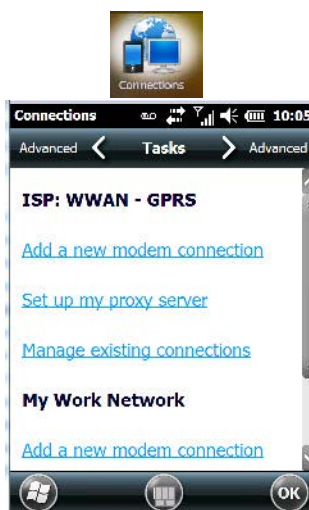 Connections
Connections 10:05
Advanced Tasks Advanced
ISP: WWAN - GPRS
Add a new modem connection
Set up my proxy server
Manage existing connections
My Work Network
Add a new modem connection
OK